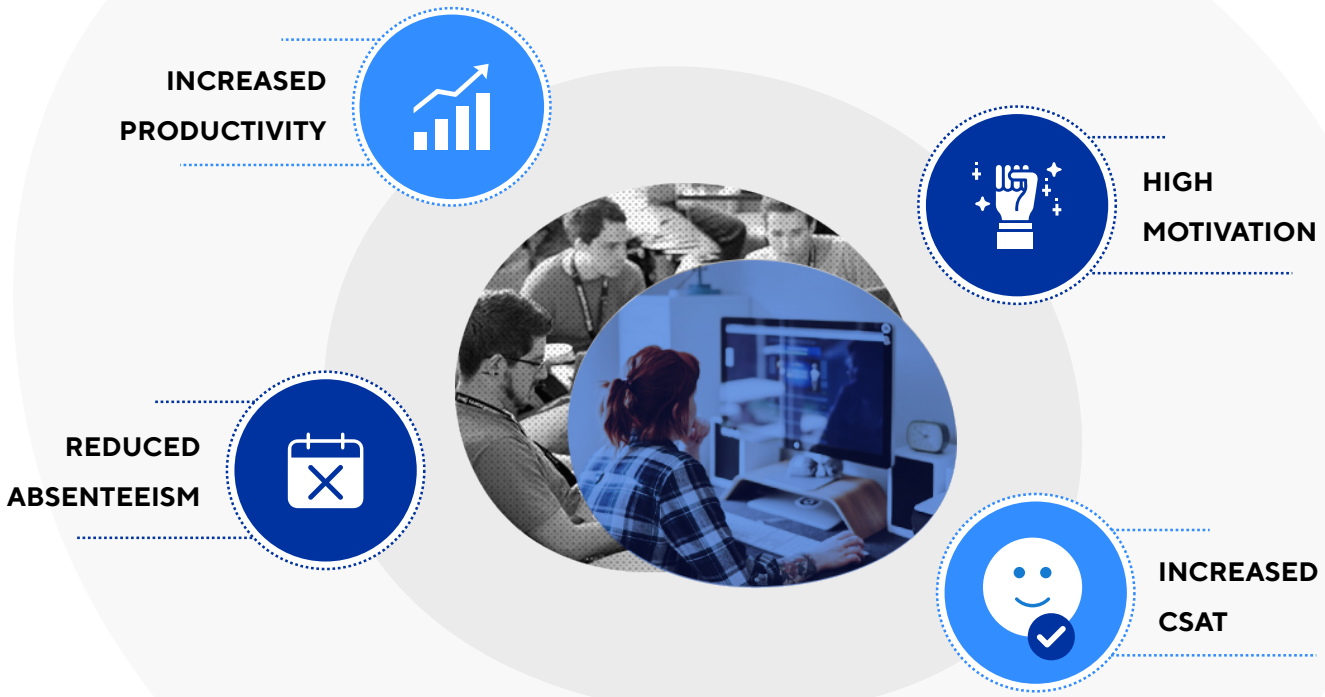 INCREASED
PRODUCTIVITY
HIGH
MOTIVATION
REDUCED
ABSENTEEISM
INCREASED
CSAT